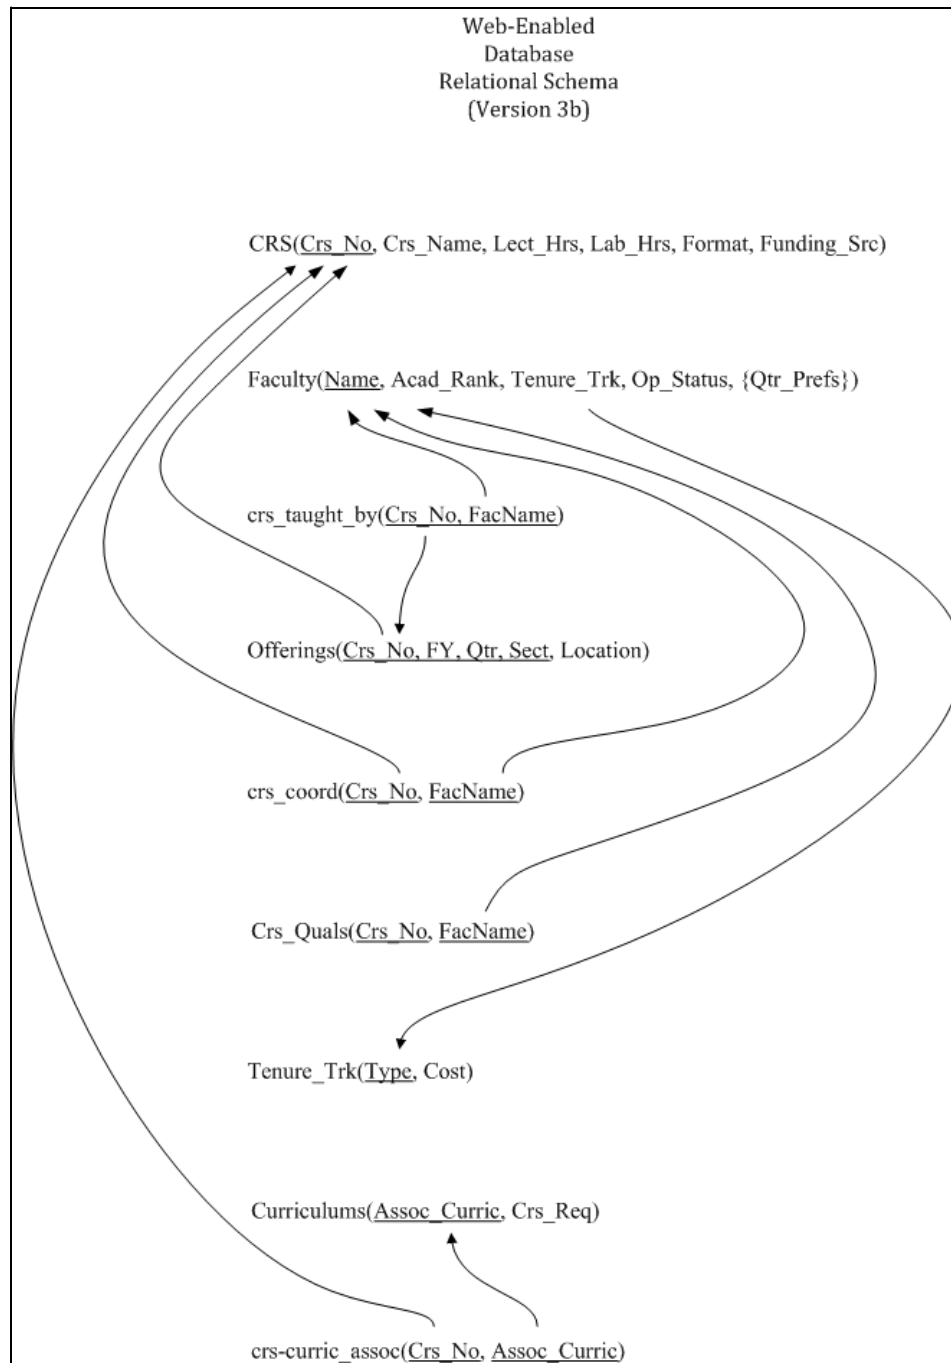 Web-Enabled
Database
Relational Schema
(Version 3b)
CRS(Crs_No, Crs_Name, Lect_Hrs, Lab_Hrs, Format, Funding_Src)
Faculty(Name, Acad_Rank, Tenure_Trk, Op_Status, {Qtr_Prefs})
crs_taught_by(Crs_No, FacName)
Offerings(Crs_No, FY, Qtr, Sect, Location)
crs_coord(Crs_No, FacName)
Crs_Quals(Crs_No, FacName)
Tenure_Trk(Type, Cost)
Curriculums(Assoc_Curric, Crs_Req)
crs-curric_assoc(Crs_No, Assoc_Curric)